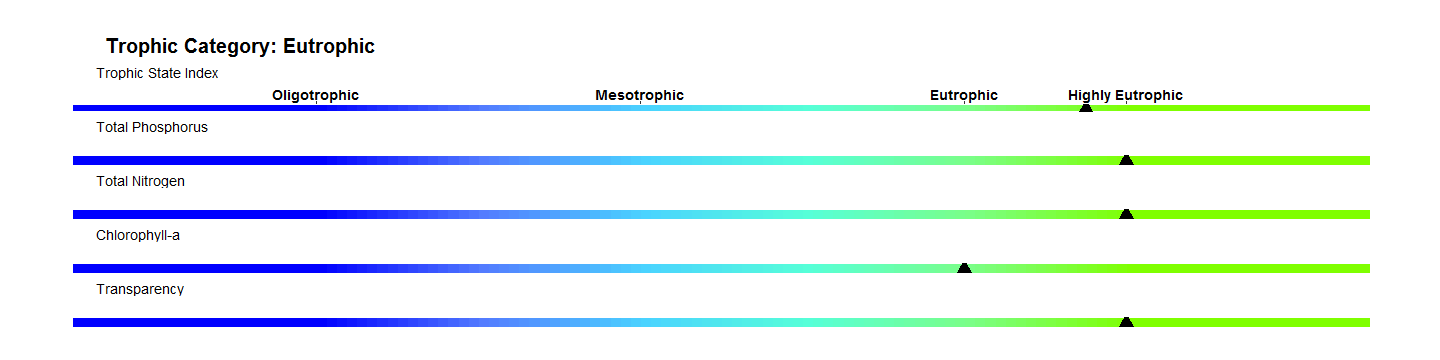 Trophic Category: Eutrophic
Trophic State Index
Oligotrophic Mesotrophic Eutrophic Highly Eutrophic
Total Phosphorus
Total Nitrogen
Chlorophyll-a
Transparency